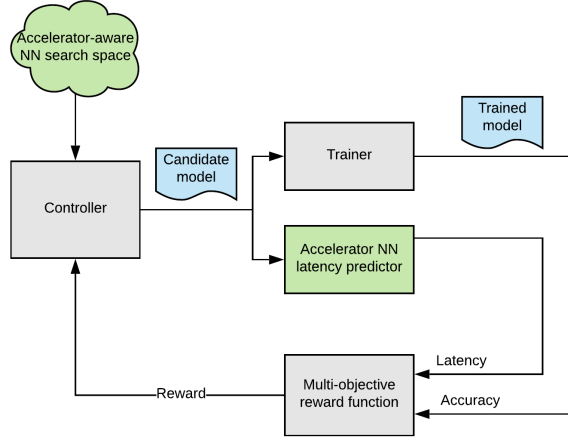 Accelerator-aware
NN search space
Trained
model
Candidate
model
Trainer
Controller
Accelerator NN
latency predictor
Latency
Multi-objective
reward function
Reward
Accuracy